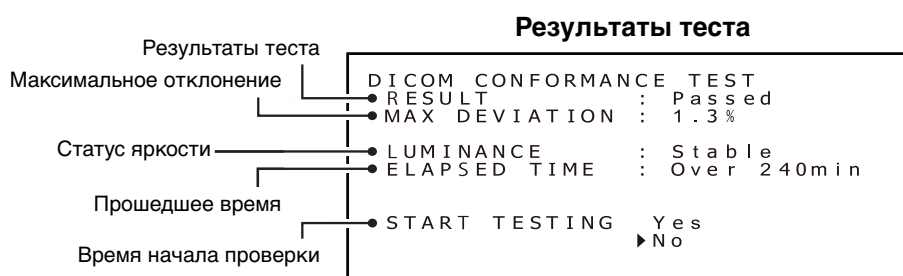 Результаты теста
Результаты теста
Максимальное отклонение
Статус яркости
Прошедшее время
Время начала проверки
DICOM CONFORMANCE TEST
RESULT : Passed
MAX DEVIATION : 1.3%
LUMINANCE : Stable
ELAPSED TIME : Over 240min
START TESTING Yes
▶No